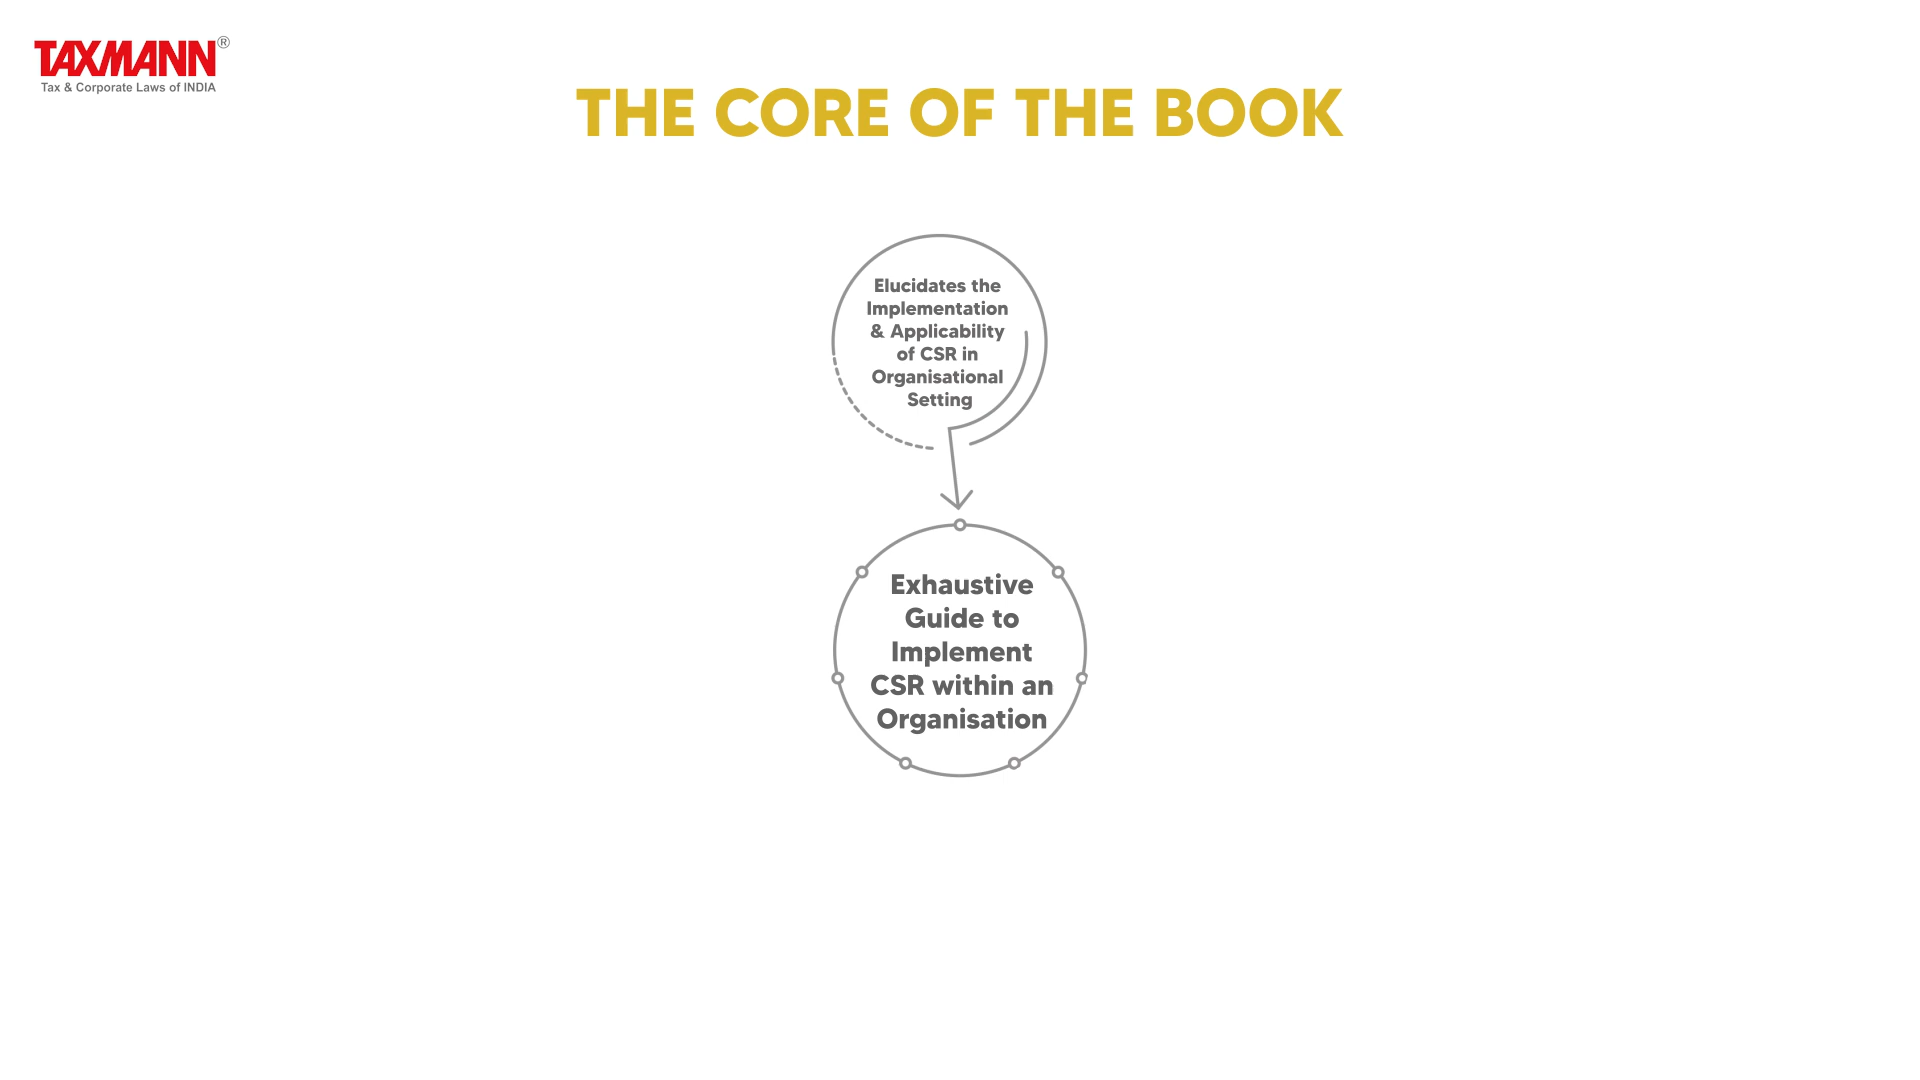 TAXMANN®
Tax & Corporate Laws of INDIA
THE CORE OF THE BOOK
Elucidates the
Implementation
& Applicability
of CSR in
Organisational
Setting
Exhaustive
Guide to
Implement
CSR within an
Organisation